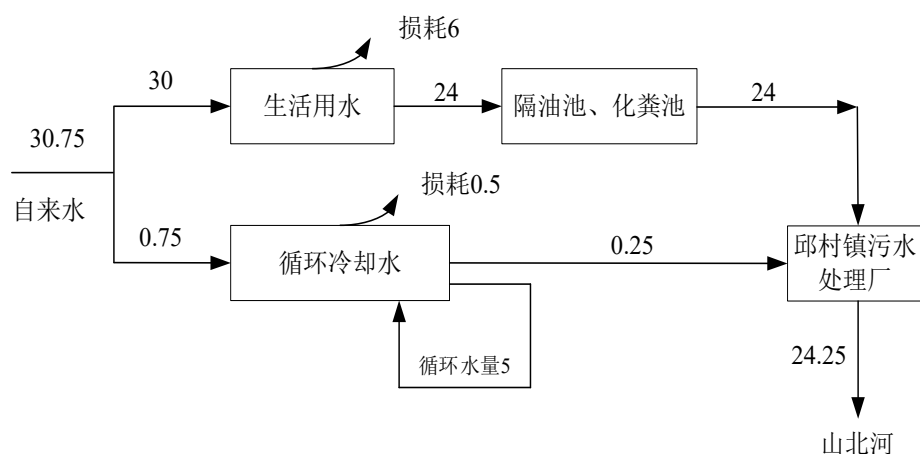 损耗6
30
生活用水
24
隔油池、化粪池
24
30.75
自来水
损耗0.5
0.75
循环冷却水
0.25
邱村镇污水
处理厂
循环水量5
24.25
山北河